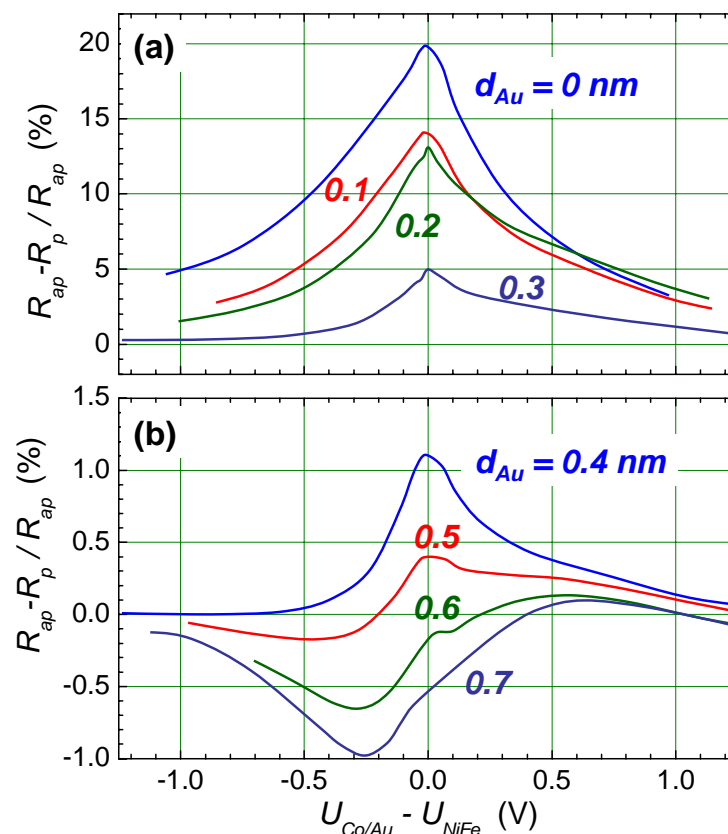 (a)
d_Au = 0 nm
0.1
0.2
0.3
R_ap-R_p / R_ap (%)
20
15
10
5
0
(b)
d_Au = 0.4 nm
0.5
0.6
0.7
R_ap-R_p / R_ap (%)
1.5
1.0
0.5
0.0
-0.5
-1.0
-1.0 -0.5 0.0 0.5 1.0
U_Co/Au - U_NiFe (V)